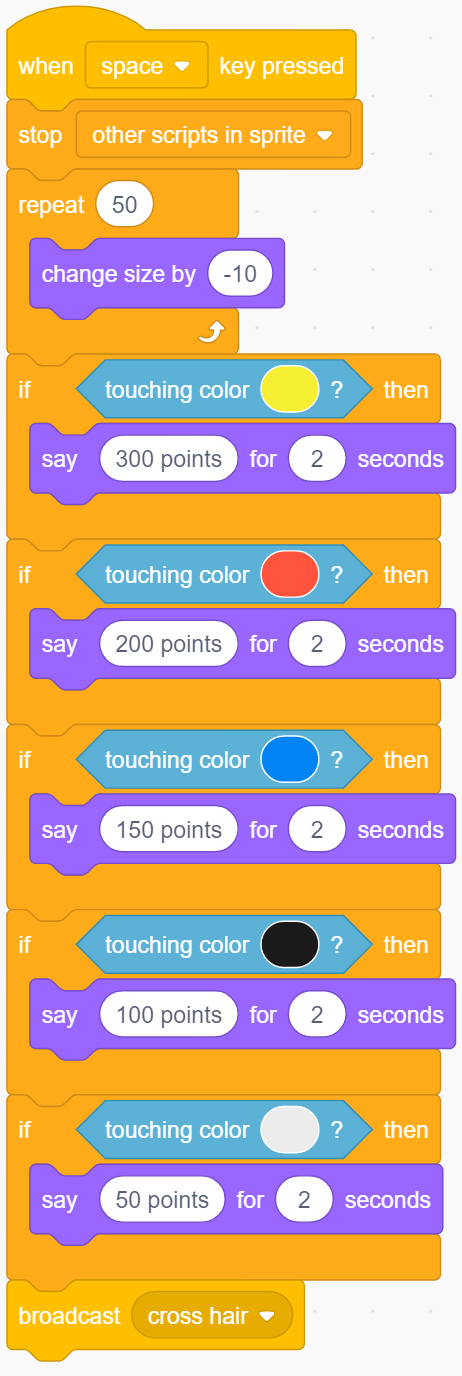 when space key pressed
stop other scripts in sprite
repeat 50
change size by -10
if touching color ? then
say 300 points for 2 seconds
if touching color ? then
say 200 points for 2 seconds
if touching color ? then
say 150 points for 2 seconds
if touching color ? then
say 100 points for 2 seconds
if touching color ? then
say 50 points for 2 seconds
broadcast cross hair